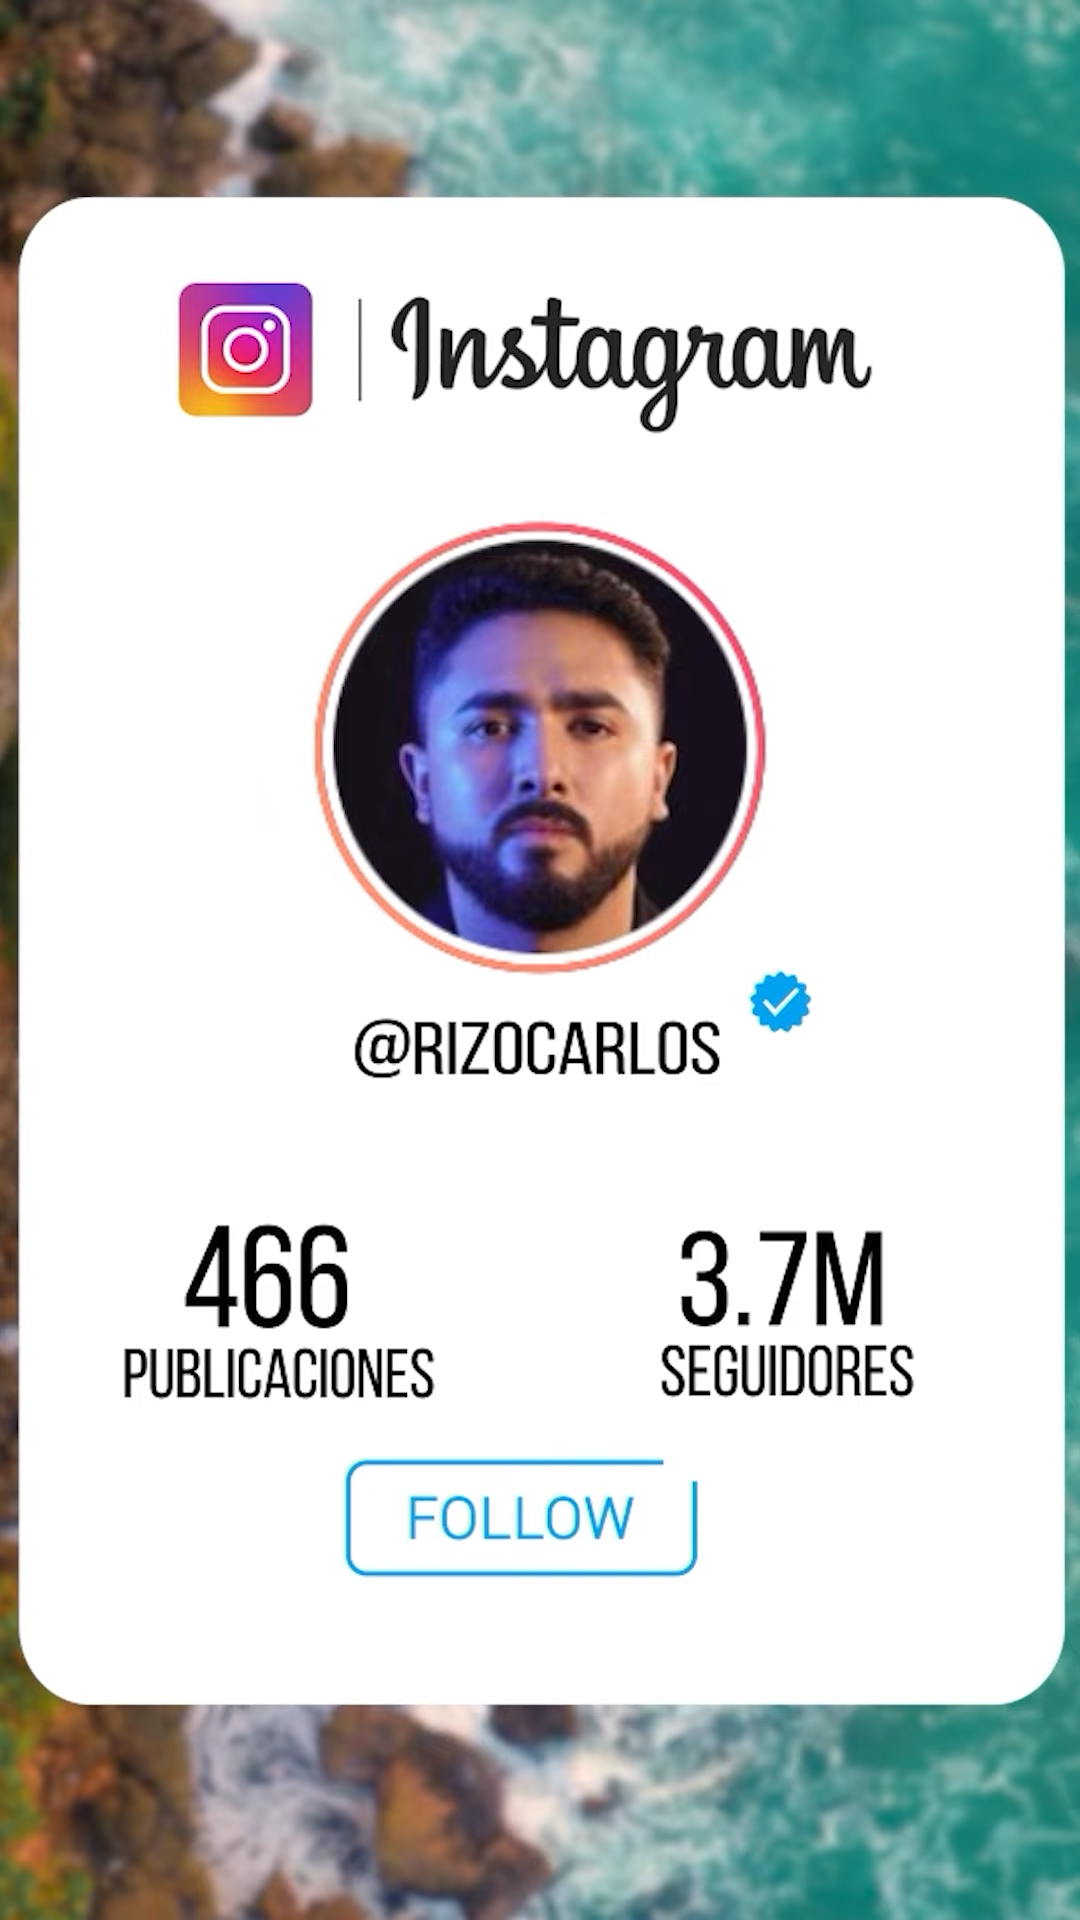 Instagram
@RIZOCARLOS
466
PUBLICACIONES
3.7M
SEGUIDORES
FOLLOW